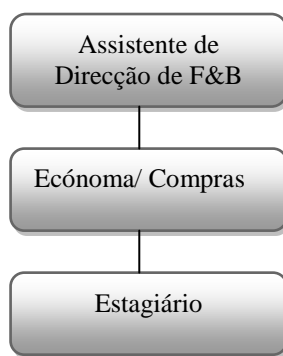 Assistente de
Direcção de F&B
Ecónoma/ Compras
Estagiário